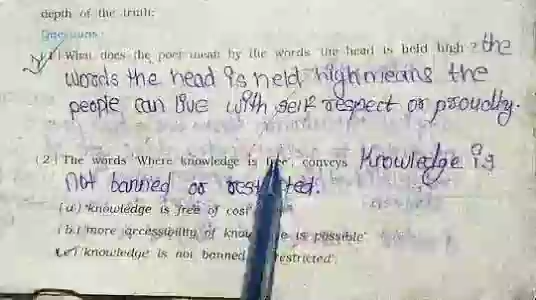 depth of the truth:
Questions:
(1) What does the poet mean by the words 'the head is held high'? the
words the head is held high means the
people can live with self respect or proudly.
(2) The words 'Where knowledge is free', conveys Knowledge is
not banned or restricted.
(a) 'knowledge is free of cost
(b) 'more accessibility of is possible'
'knowledge is not banned restricted'.